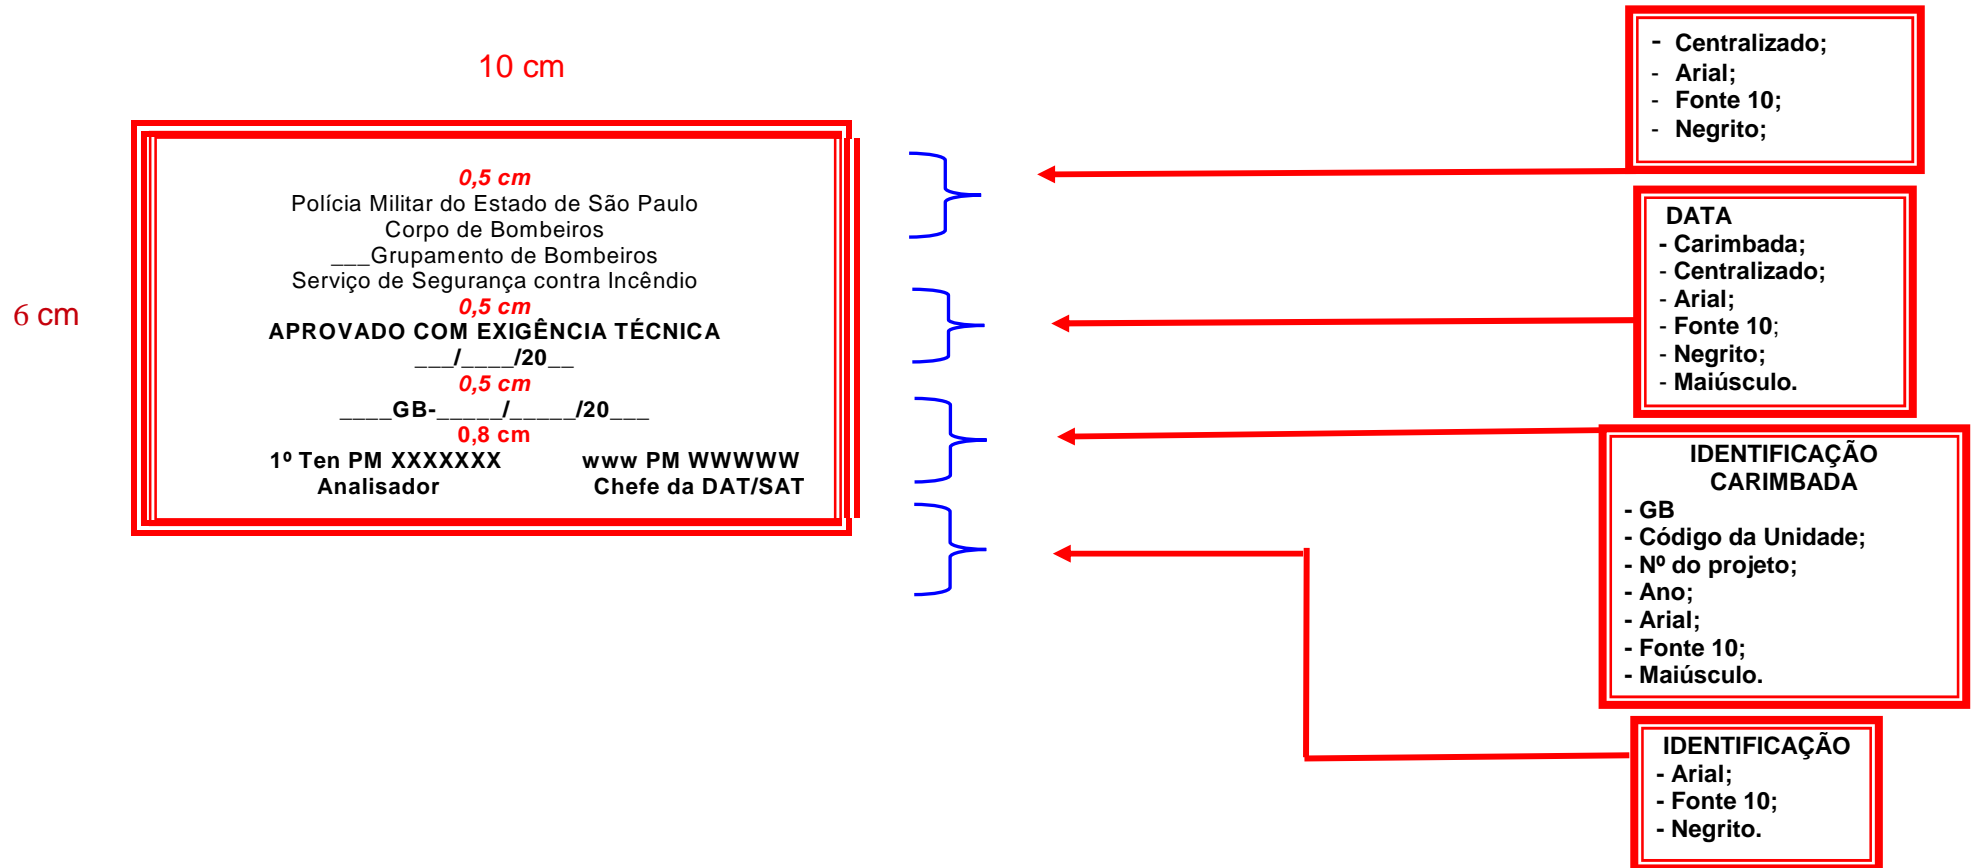 10 cm
6 cm
0,5 cm
Polícia Militar do Estado de São Paulo
Corpo de Bombeiros
___Grupamento de Bombeiros
Serviço de Segurança contra Incêndio
0,5 cm
APROVADO COM EXIGÊNCIA TÉCNICA
___/____/20__
0,5 cm
____GB-_____/_____/20___
0,8 cm
1º Ten PM XXXXXXX www PM WWWWW
Analisador Chefe da DAT/SAT
- Centralizado;
- Arial;
- Fonte 10;
- Negrito;
DATA
- Carimbada;
- Centralizado;
- Arial;
- Fonte 10;
- Negrito;
- Maiúsculo.
IDENTIFICAÇÃO
CARIMBADA
- GB
- Código da Unidade;
- Nº do projeto;
- Ano;
- Arial;
- Fonte 10;
- Maiúsculo.
IDENTIFICAÇÃO
- Arial;
- Fonte 10;
- Negrito.